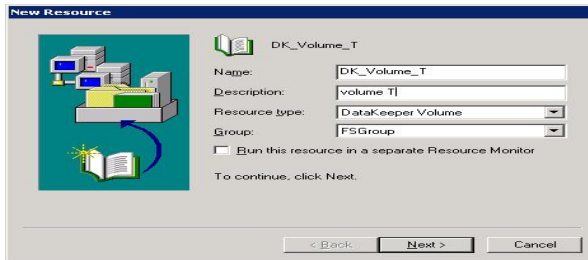 New Resource
DK_Volume_T
Name: DK_Volume_T
Description: volume T
Resource type: DataKeeper Volume
Group: FSGroup
Run this resource in a separate Resource Monitor
To continue, click Next.
< Back Next > Cancel